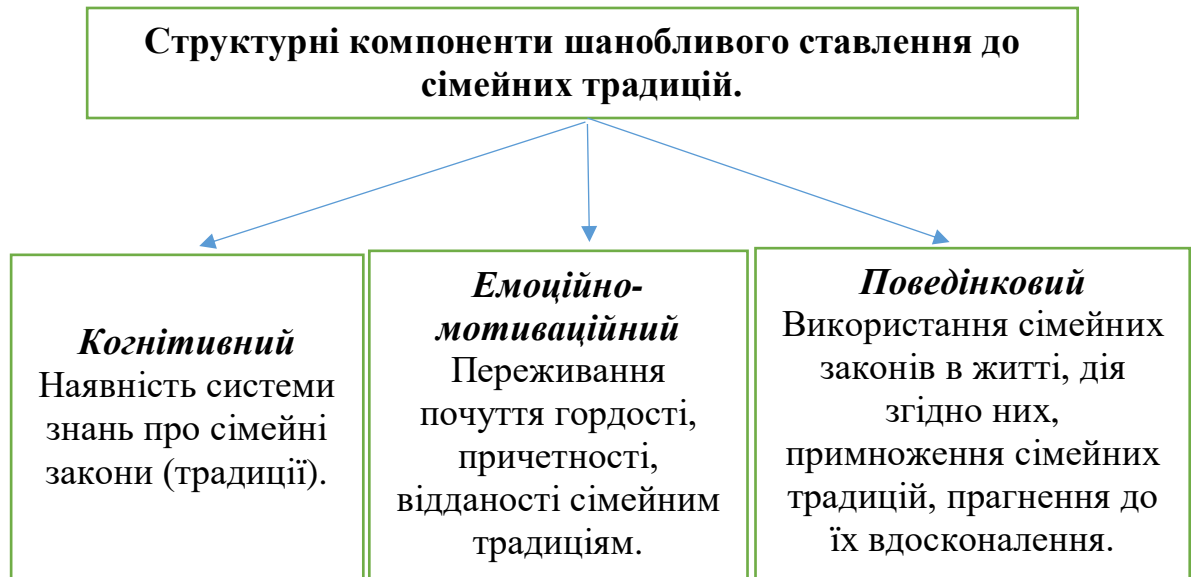 Структурні компоненти шанобливого ставлення до
сімейних традицій.
Когнітивний
Наявність системи
знань про сімейні
закони (традиції).
Емоційно-
мотиваційний
Переживання
почуття гордості,
причетності,
відданості сімейним
традиціям.
Поведінковий
Використання сімейних
законів в житті, дія
згідно них,
примноження сімейних
традицій, прагнення до
їх вдосконалення.